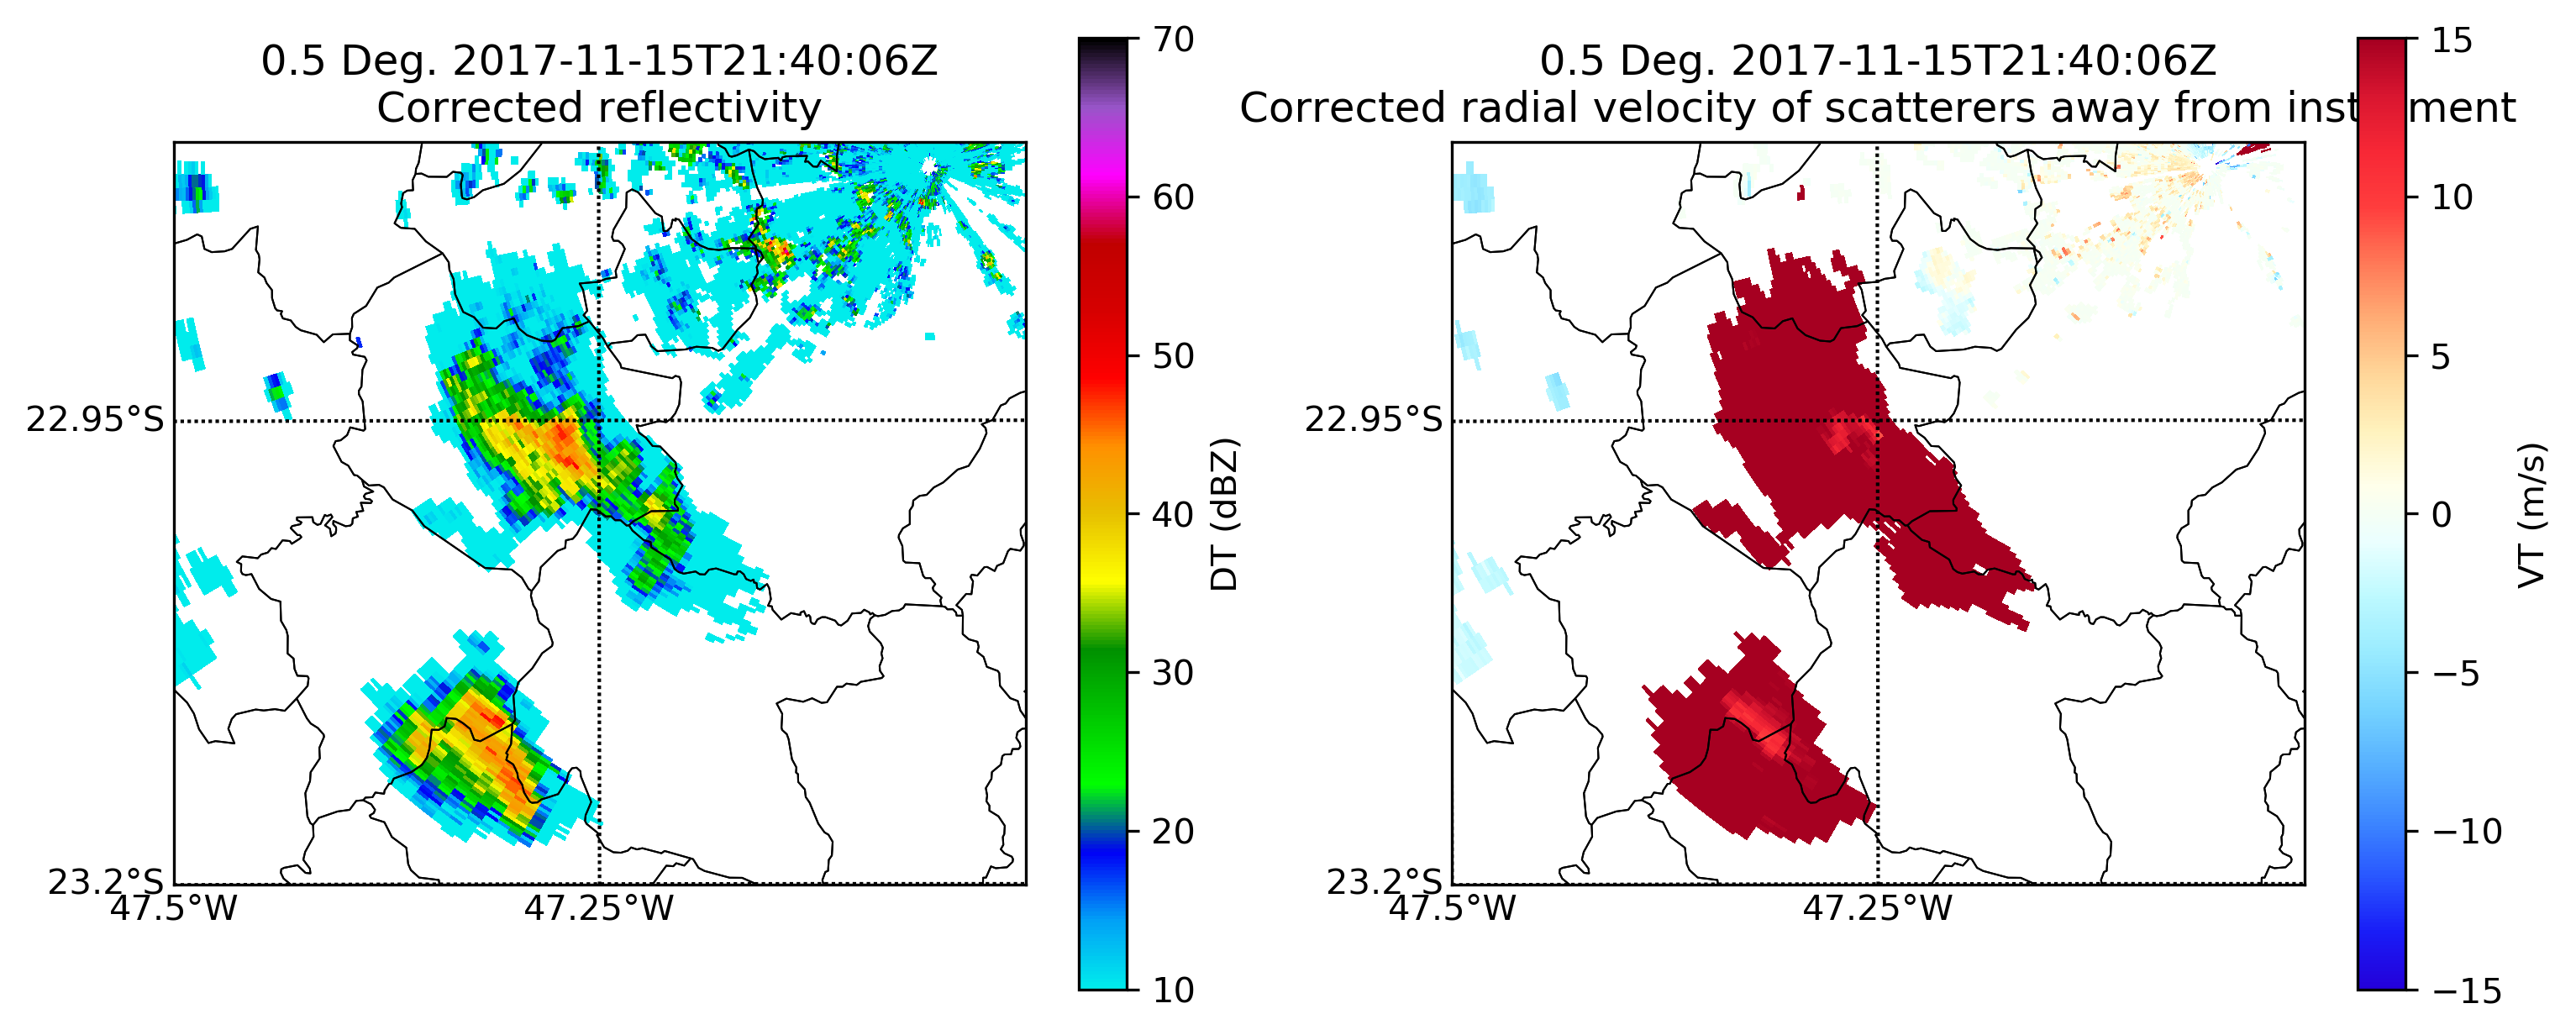 0.5 Deg. 2017-11-15T21:40:06Z
Corrected reflectivity
22.95°S
23.2°S
47.5°W
47.25°W
70
60
50
40
30
20
10
DT (dBZ)
0.5 Deg. 2017-11-15T21:40:06Z
Corrected radial velocity of scatterers away from inst ment
22.95°S
23.2°S
47.5°W
47.25°W
15
10
5
0
−5
−10
−15
VT (m/s)